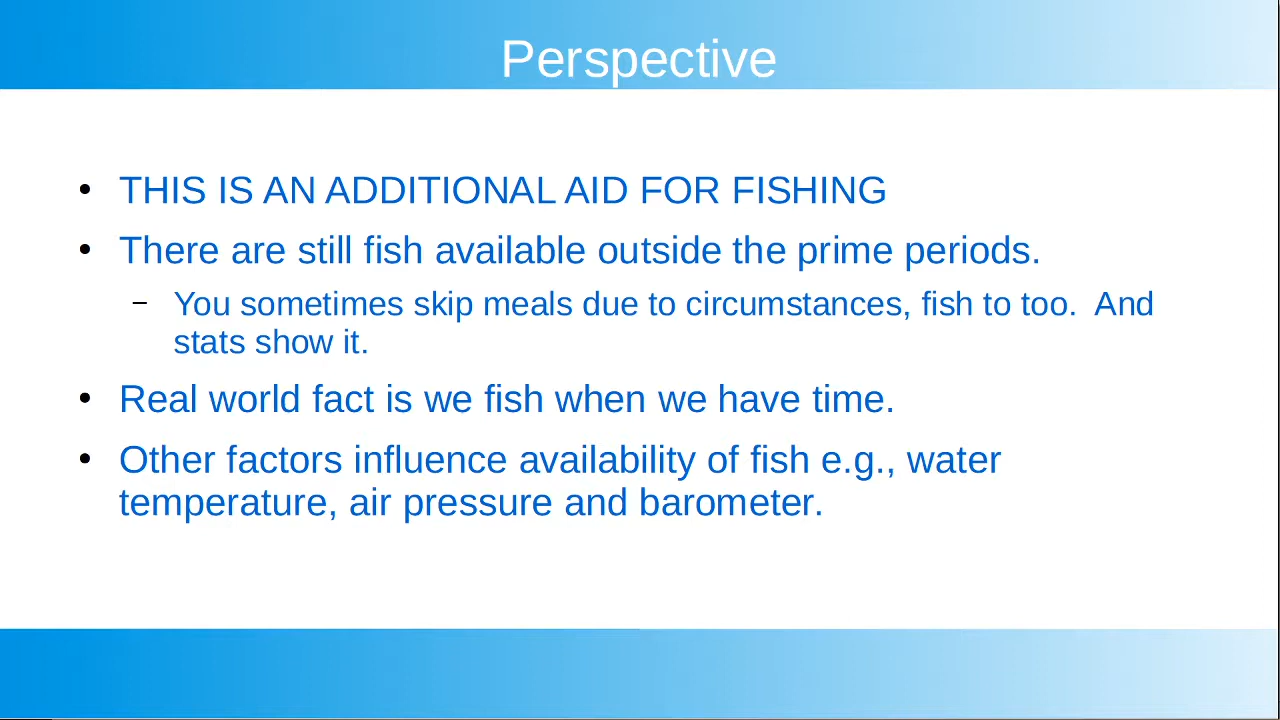 Perspective
• THIS IS AN ADDITIONAL AID FOR FISHING
• There are still fish available outside the prime periods.
– You sometimes skip meals due to circumstances, fish to too.  And
stats show it.
• Real world fact is we fish when we have time.
• Other factors influence availability of fish e.g., water
temperature, air pressure and barometer.